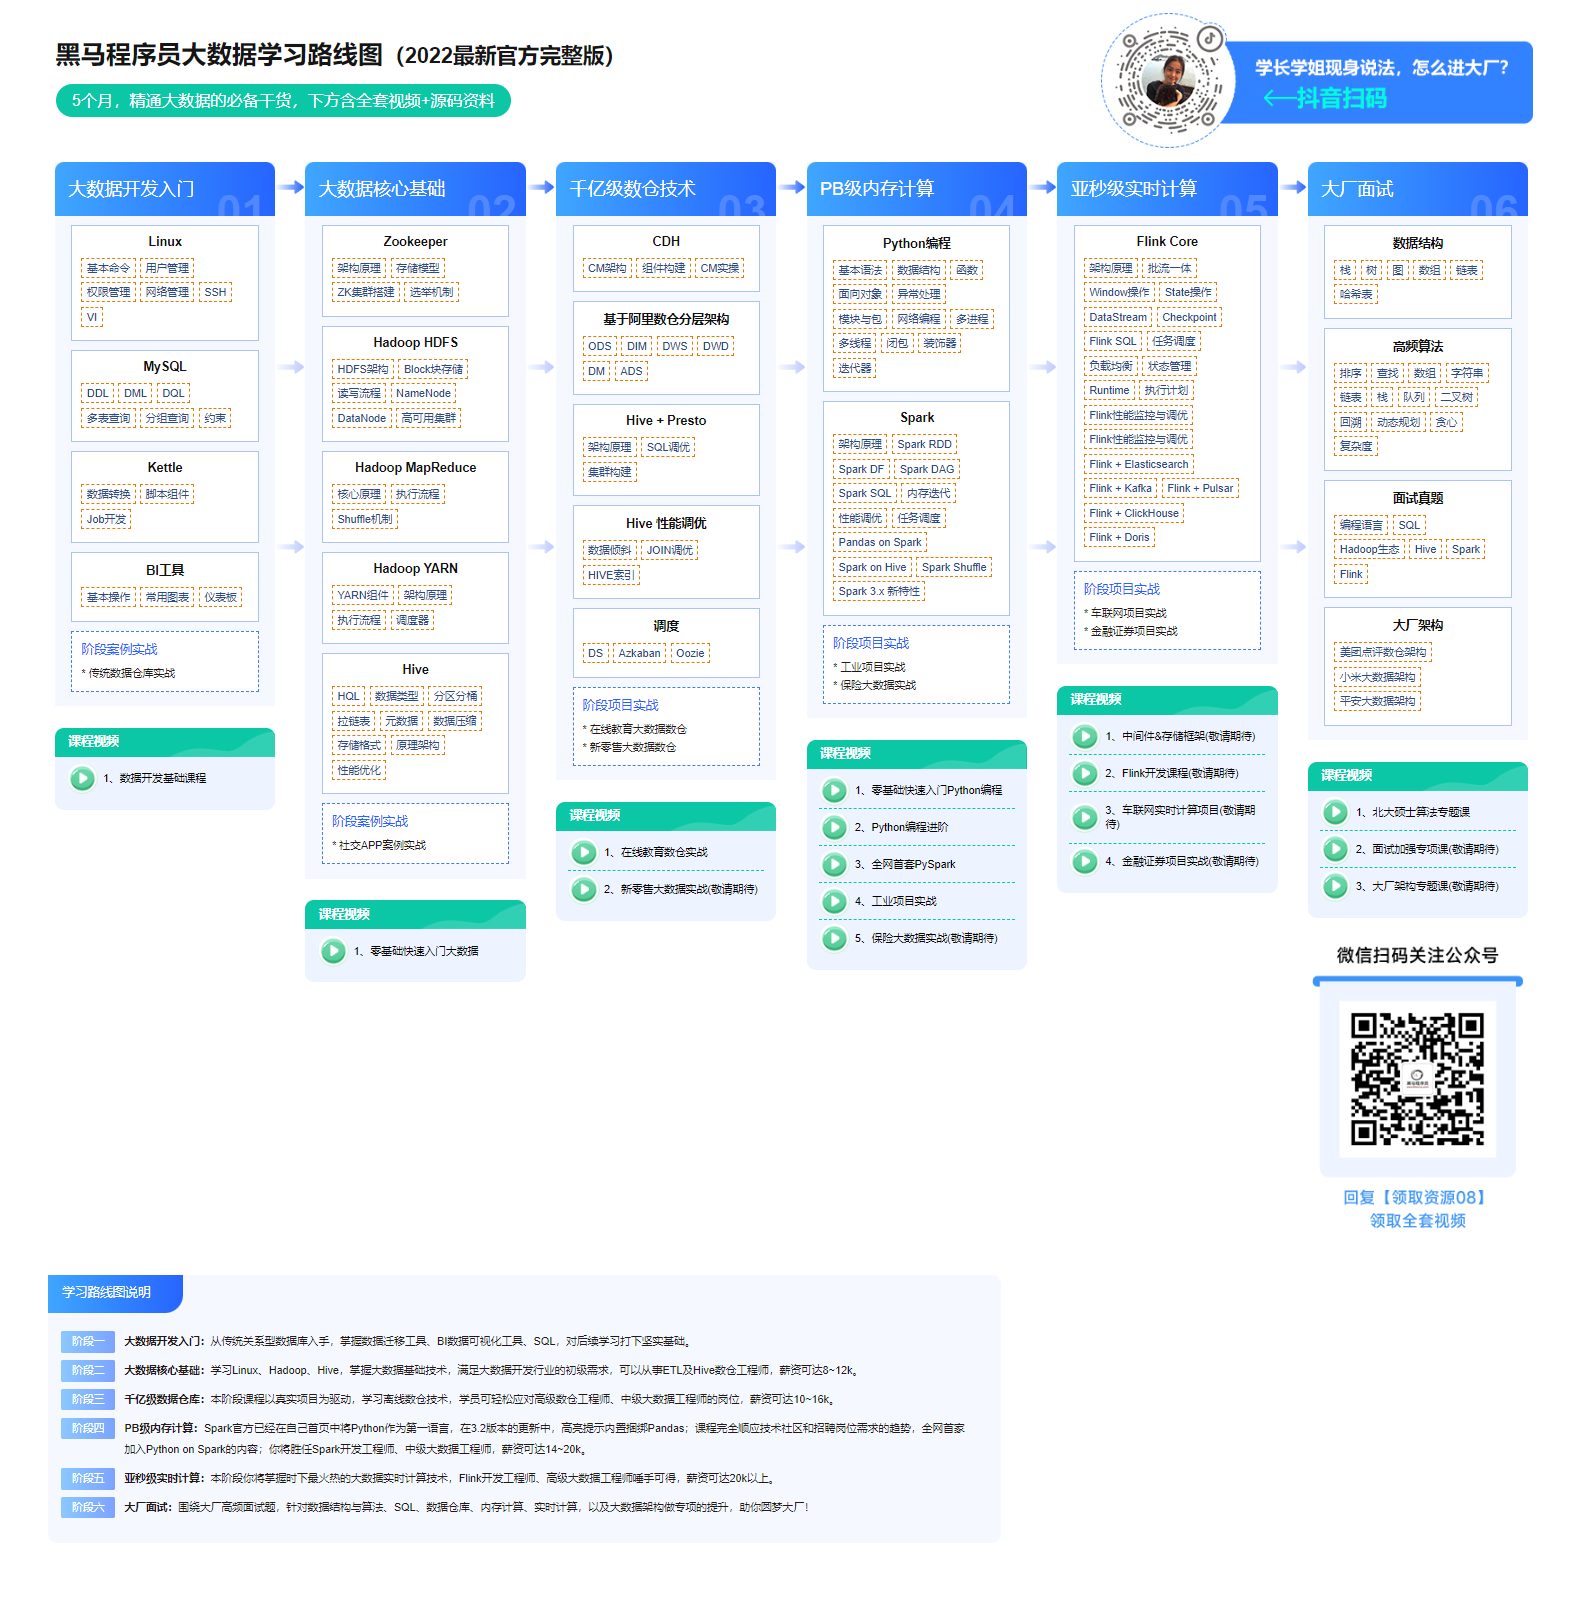 黑马程序员大数据学习路线图（2022最新官方完整版）
5个月，精通大数据的必备干货，下方含全套视频+源码资料
学长学姐现身说法，怎么进大厂？
抖音扫码
大数据开发入门
01
Linux
基本命令 用户管理
权限管理 网络管理 SSH
VI
MySQL
DDL DML DQL
多表查询 分组查询 约束
Kettle
数据转换 脚本组件
Job开发
BI工具
基本操作 常用图表 仪表板
阶段案例实战
* 传统数据仓库实战
课程视频
1、数据开发基础课程
大数据核心基础
02
Zookeeper
架构原理 存储模型
ZK集群搭建 选举机制
Hadoop HDFS
HDFS架构 Block块存储
读写流程 NameNode
DataNode 高可用集群
Hadoop MapReduce
核心原理 执行流程
Shuffle机制
Hadoop YARN
YARN组件 架构原理
执行流程 调度器
Hive
HQL 数据类型 分区分桶
拉链表 元数据 数据压缩
存储格式 原理架构
性能优化
阶段案例实战
* 社交APP案例实战
课程视频
1、零基础快速入门大数据
千亿级数仓技术
03
CDH
CM架构 组件构建 CM实操
基于阿里数仓分层架构
ODS DIM DWS DWD
DM ADS
Hive + Presto
架构原理 SQL调优
集群构建
Hive 性能调优
数据倾斜 JOIN调优
HIVE索引
调度
DS Azkaban Oozie
阶段项目实战
* 在线教育大数据数仓
* 新零售大数据数仓
课程视频
1、在线教育数仓实战
2、新零售大数据实战(敬请期待)
PB级内存计算
04
Python编程
基本语法 数据结构 函数
面向对象 异常处理
模块与包 网络编程 多进程
多线程 闭包 装饰器
迭代器
Spark
架构原理 Spark RDD
Spark DF Spark DAG
Spark SQL 内存迭代
性能调优 任务调度
Pandas on Spark
Spark on Hive Spark Shuffle
Spark 3.x 新特性
阶段项目实战
* 工业项目实战
* 保险大数据实战
课程视频
1、零基础快速入门Python编程
2、Python编程进阶
3、全网首套PySpark
4、工业项目实战
5、保险大数据实战(敬请期待)
亚秒级实时计算
05
Flink Core
架构原理 批流一体
Window操作 State操作
DataStream Checkpoint
Flink SQL 任务调度
负载均衡 状态管理
Runtime 执行计划
Flink性能监控与调优
Flink性能监控与调优
Flink + Elasticsearch
Flink + Kafka Flink + Pulsar
Flink + ClickHouse
Flink + Doris
阶段项目实战
* 车联网项目实战
* 金融证券项目实战
课程视频
1、中间件&存储框架(敬请期待)
2、Flink开发课程(敬请期待)
3、车联网实时计算项目(敬请期
待)
4、金融证券项目实战(敬请期待)
大厂面试
06
数据结构
栈 树 图 数组 链表
哈希表
高频算法
排序 查找 数组 字符串
链表 栈 队列 二叉树
回溯 动态规划 贪心
复杂度
面试真题
编程语言 SQL
Hadoop生态 Hive Spark
Flink
大厂架构
美团点评数仓架构
小米大数据架构
平安大数据架构
课程视频
1、北大硕士算法专题课
2、面试加强专项课(敬请期待)
3、大厂架构专题课(敬请期待)
微信扫码关注公众号
回复【领取资源08】
领取全套视频
学习路线图说明
阶段一 大数据开发入门：从传统关系型数据库入手，掌握数据迁移工具、BI数据可视化工具、SQL，对后续学习打下坚实基础。
阶段二 大数据核心基础：学习Linux、Hadoop、Hive，掌握大数据基础技术，满足大数据开发行业的初级需求，可以从事ETL及Hive数仓工程师，薪资可达8~12k。
阶段三 千亿级数据仓库：本阶段课程以真实项目为驱动，学习离线数仓技术，学员可轻松应对高级数仓工程师、中级大数据工程师的岗位，薪资可达10~16k。
阶段四 PB级内存计算：Spark官方已经在自己首页中将Python作为第一语言，在3.2版本的更新中，高亮提示内置捆绑Pandas；课程完全顺应技术社区和招聘岗位需求的趋势，全网首家
加入Python on Spark的内容；你将胜任Spark开发工程师、中级大数据工程师，薪资可达14~20k。
阶段五 亚秒级实时计算：本阶段你将掌握时下最火热的大数据实时计算技术，Flink开发工程师、高级大数据工程师唾手可得，薪资可达20k以上。
阶段六 大厂面试：围绕大厂高频面试题，针对数据结构与算法、SQL、数据仓库、内存计算、实时计算，以及大数据架构做专项的提升，助你圆梦大厂！